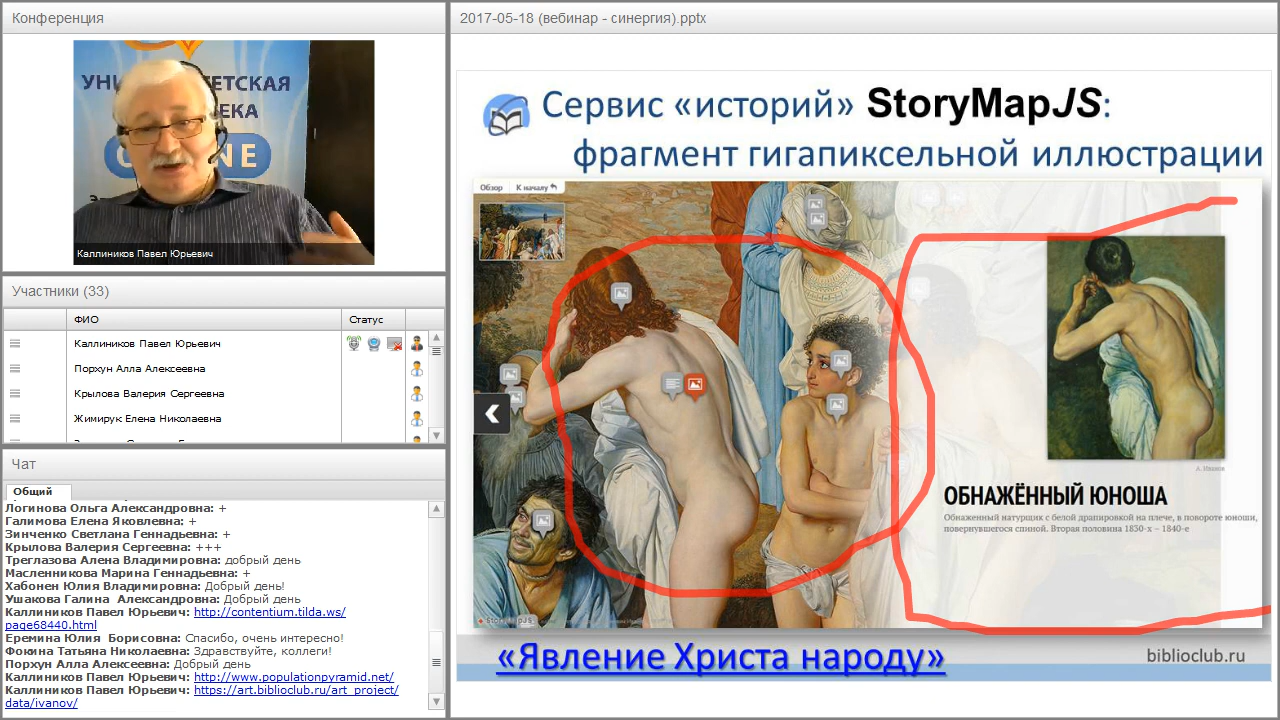 Конференция
УНИ
ЕТСКАЯ
ЕКА
NE
Каллиников Павел Юрьевич
Участники (33)
ФИО
Статус
Каллиников Павел Юрьевич
Порхун Алла Алексеевна
Крылова Валерия Сергеевна
Жимирук Елена Николаевна
Чат
Общий
Логинова Ольга Александровна: +
Галимова Елена Яковлевна: +
Зинченко Светлана Геннадьевна: +
Крылова Валерия Сергеевна: +++
Треглазова Алена Владимировна: добрый день
Масленникова Марина Геннадьевна: +
Хабонен Юлия Владимировна: Добрый день!
Ушакова Галина Александровна: Добрый день
Каллиников Павел Юрьевич: http://contentium.tilda.ws/
page68440.html
Еремина Юлия Борисовна: Спасибо, очень интересно!
Фокина Татьяна Николаевна: Здравствуйте, коллеги!
Порхун Алла Алексеевна: Добрый день
Каллиников Павел Юрьевич: http://www.populationpyramid.net/
Каллиников Павел Юрьевич: https://art.biblioclub.ru/art_project/
data/ivanov/
2017-05-18 (вебинар - синергия).pptx
Сервис «историй» StoryMapJS:
фрагмент гигапиксельной иллюстрации
Обзор
К началу
А. Иванов
ОБНАЖЁННЫЙ ЮНОША
Обнаженный натурщик с белой драпировкой на плече, в повороте юноши,
повернувшегося спиной. Вторая половина 1830-х – 1840-е
StoryMapJS
«Явление Христа народу»
biblioclub.ru